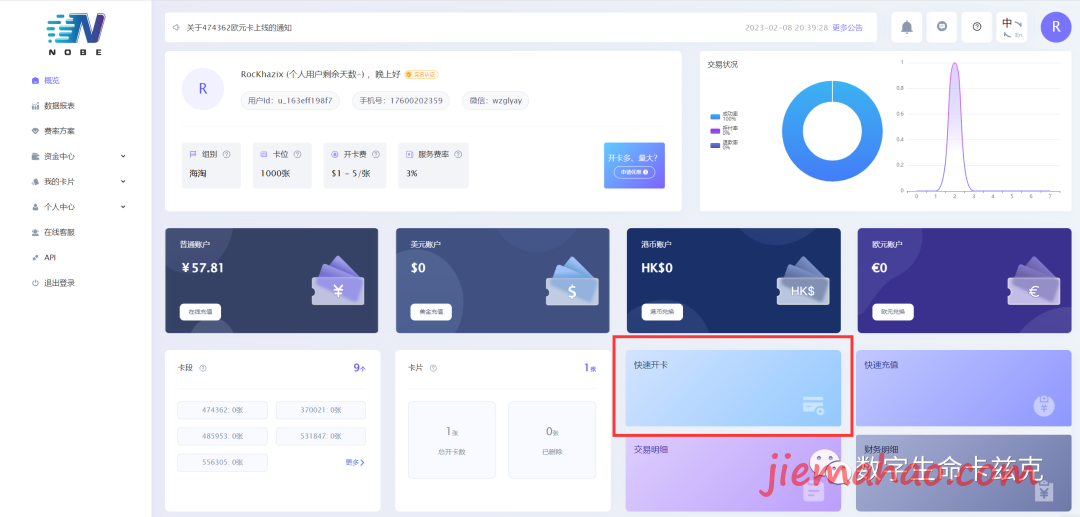 NOBE
关于474362欧元卡上线的通知
2023-02-08 20:39:28 更多公告
中
En
R
概览
数据报表
费率方案
资金中心
我的卡片
个人中心
在线客服
API
退出登录
R
RocKhazix (个人用户剩余天数-) ，晚上好
实名认证
用户Id: u_163eff198f7
手机号: 17600202359
微信: wzglyay
组别
海淘
卡位
1000张
开卡费
$1 - 5/张
服务费率
3%
开卡多、量大?
申请优惠
交易状况
成功率
100%
拒付率
0%
退款率
0%
1
0.8
0.6
0.4
0.2
0
0 1 2 3 4 5 6 7
普通账户
¥57.81
在线充值
¥
美元账户
$0
美金充值
$
港币账户
HK$0
港币兑换
HK$
欧元账户
€0
欧元兑换
€
卡段
9个
474362: 0张
370021: 0张
485953: 0张
531847: 0张
556305: 0张
更多
卡片
1张
1张
您开卡数
0张
已删除
快速开卡
快速充值
交易明细
财务明细
数字生命卡兹克
jiemahao.com